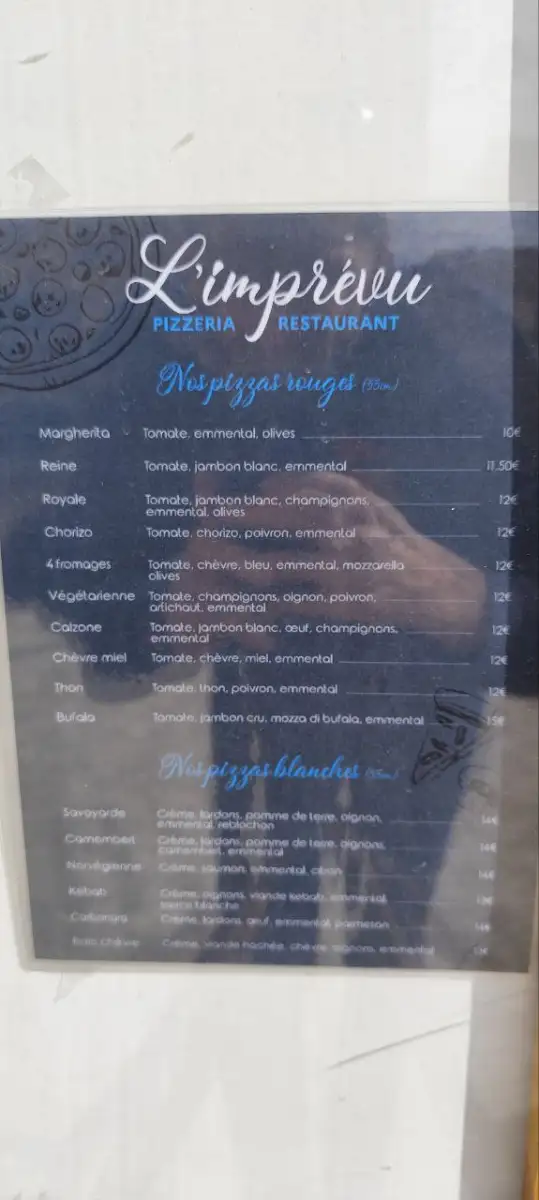 L'imprévu
PIZZERIA RESTAURANT
Nos pizzas rouges (33cm)
Margherita Tomate, emmental, olives 10€
Reine Tomate, jambon blanc, emmental 11.50€
Royale Tomate, jambon blanc, champignons, 12€
emmental, olives
Chorizo Tomate, chorizo, poivron, emmental 12€
4 fromages Tomate, chèvre, bleu, emmental, mozzarella 12€
olives
Végétarienne Tomate, champignons, oignon, poivron, 12€
artichaut, emmental
Calzone Tomate, jambon blanc, œuf, champignons, 12€
emmental
Chèvre miel Tomate, chèvre, miel, emmental 12€
Thon Tomate, thon, poivron, emmental 12€
Bufala Tomate, jambon cru, mozza di bufala, emmental 15€
Nos pizzas blanches (33cm)
Savoyarde Crème, lardons, pomme de terre, oignon, 14€
emmental, reblochon
Camembert Crème, lardons, pomme de terre, oignons, 14€
camembert, emmental
Norvégienne Crème, saumon, emmental, citron 14€
Kebab Crème, oignons, viande kebab, emmental
sauce blanche
Carbonara Crème, lardons, œuf, emmental, parmesan 14€
chèvre Crème, viande hachée, chèvre, oignons, emmental